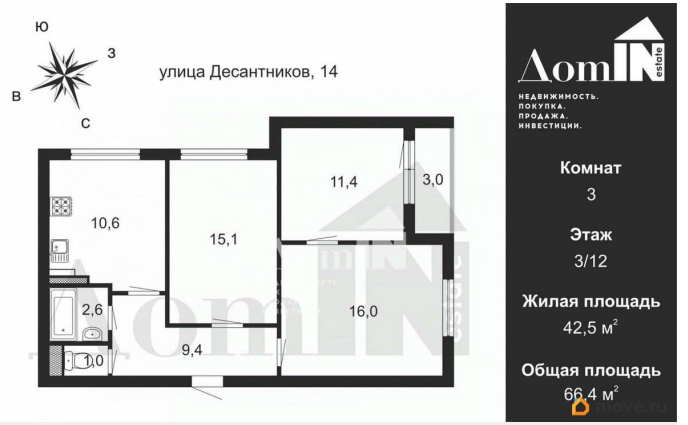 ю
з
в
с
улица Десантников, 14
10,6
15,1
11,4
3,0
16,0
2,6
1,0
9,4
ДомIN
estate
ДомIN
estate
НЕДВИЖИМОСТЬ.
ПОКУПКА.
ПРОДАЖА.
ИНВЕСТИЦИИ.
Комнат
3
Этаж
3/12
Жилая площадь
42,5 м²
Общая площадь
66,4 м²
move.ru